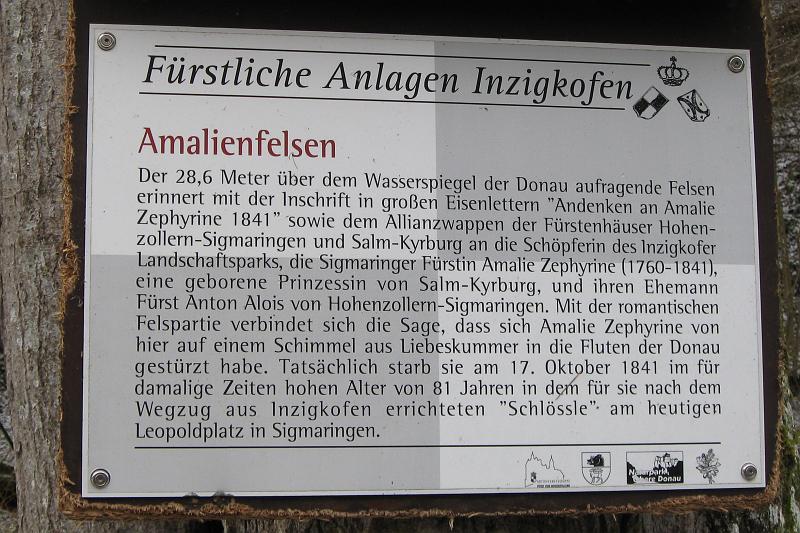 Fürstliche Anlagen Inzigkofen
Amalienfelsen
Der 28,6 Meter über dem Wasserspiegel der Donau aufragende Felsen
erinnert mit der Inschrift in großen Eisenlettern "Andenken an Amalie
Zephyrine 1841" sowie dem Allianzwappen der Fürstenhäuser Hohen-
zollern-Sigmaringen und Salm-Kyrburg an die Schöpferin des Inzigkofer
Landschaftsparks, die Sigmaringer Fürstin Amalie Zephyrine (1760-1841),
eine geborene Prinzessin von Salm-Kyrburg, und ihren Ehemann
Fürst Anton Alois von Hohenzollern-Sigmaringen. Mit der romantischen
Felspartie verbindet sich die Sage, dass sich Amalie Zephyrine von
hier auf einem Schimmel aus Liebeskummer in die Fluten der Donau
gestürzt habe. Tatsächlich starb sie am 17. Oktober 1841 im für
damalige Zeiten hohen Alter von 81 Jahren in dem für sie nach dem
Wegzug aus Inzigkofen errichteten "Schlössle" am heutigen
Leopoldplatz in Sigmaringen.
Naturpark
Obere Donau